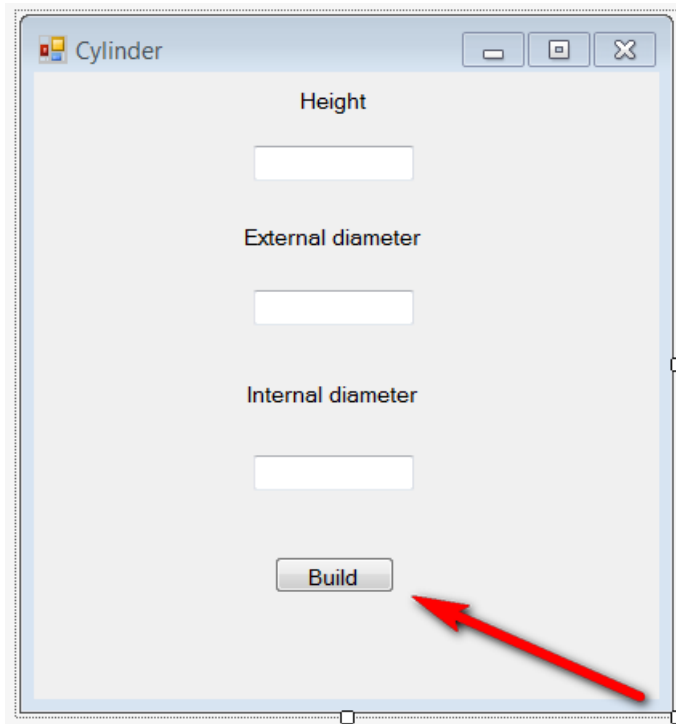 Cylinder
Height
External diameter
Internal diameter
Build